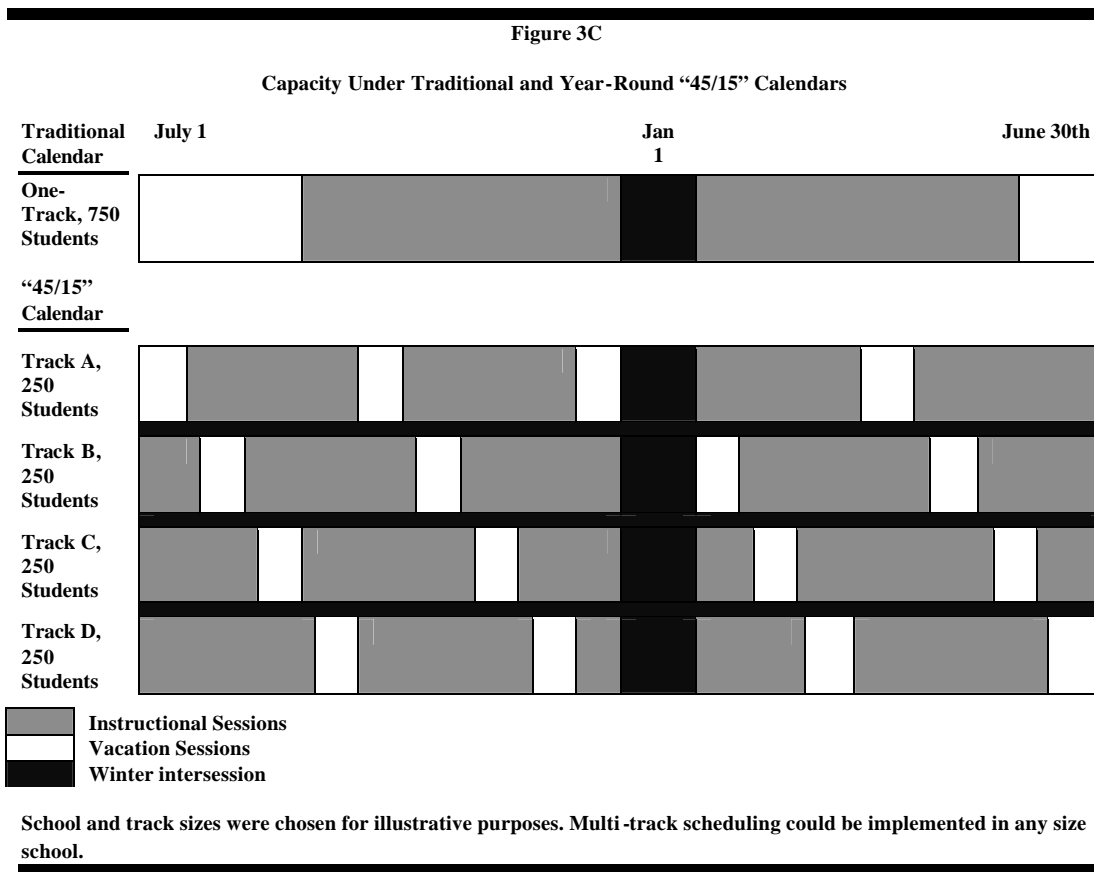 Figure 3C
Capacity Under Traditional and Year-Round “45/15” Calendars
Traditional
Calendar
July 1
Jan
1
June 30th
One-
Track, 750
Students
“45/15”
Calendar
Track A,
250
Students
Track B,
250
Students
Track C,
250
Students
Track D,
250
Students
Instructional Sessions
Vacation Sessions
Winter intersession
School and track sizes were chosen for illustrative purposes. Multi-track scheduling could be implemented in any size
school.